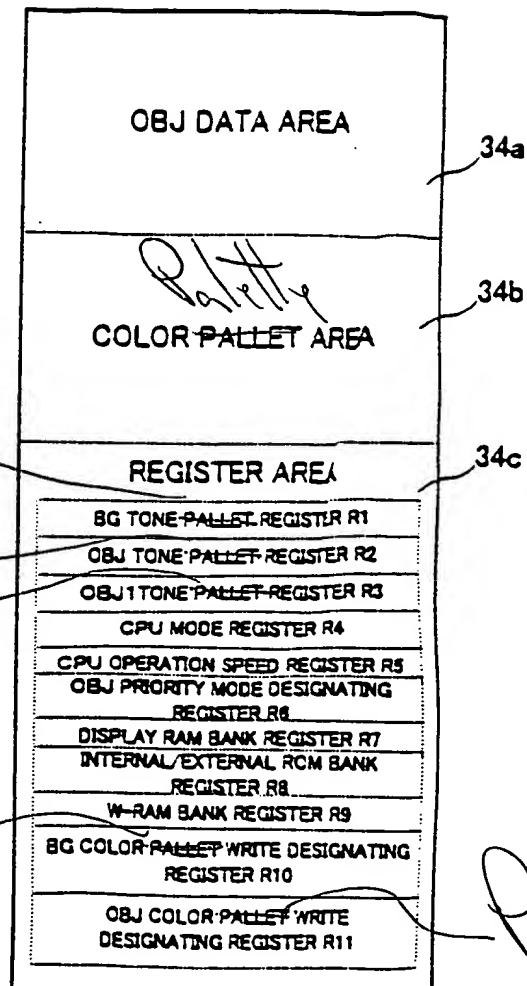 OBJ DATA AREA
34a
Palette
34b
COLOR PALLET AREA
REGISTER AREA
34c
BG TONE PALLET REGISTER R1
OBJ TONE PALLET REGISTER R2
OBJ1TONE PALLET REGISTER R3
CPU MODE REGISTER R4
CPU OPERATION SPEED REGISTER R5
OBJ PRIORITY MODE DESIGNATING
REGISTER R6
DISPLAY RAM BANK REGISTER R7
INTERNAL/EXTERNAL ROM BANK
REGISTER R8
W-RAM BANK REGISTER R9
BG COLOR PALLET WRITE DESIGNATING
REGISTER R10
OBJ COLOR PALLET WRITE
DESIGNATING REGISTER R11